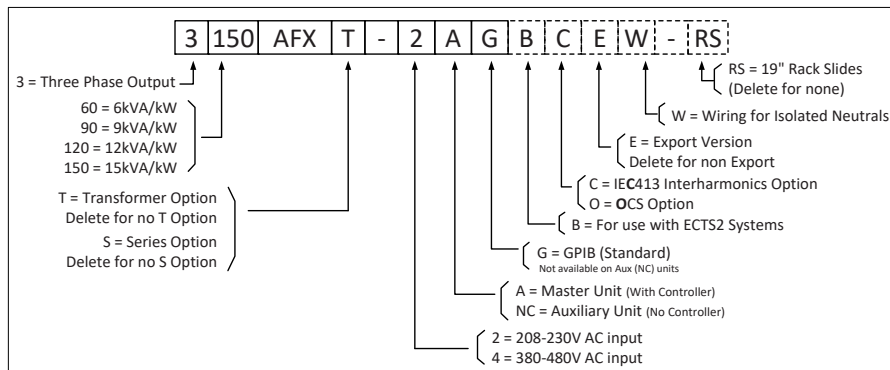 3 150 AFX T - 2 A G B C E W - RS
3 = Three Phase Output
60 = 6kVA/kW
90 = 9kVA/kW
120 = 12kVA/kW
150 = 15kVA/kW
T = Transformer Option
Delete for no T Option
S = Series Option
Delete for no S Option
RS = 19" Rack Slides
(Delete for none)
W = Wiring for Isolated Neutrals
E = Export Version
Delete for non Export
C = IEC413 Interharmonics Option
O = OCS Option
B = For use with ECTS2 Systems
G = GPIB (Standard)
Not available on Aux (NC) units
A = Master Unit (With Controller)
NC = Auxiliary Unit (No Controller)
2 = 208-230V AC input
4 = 380-480V AC input